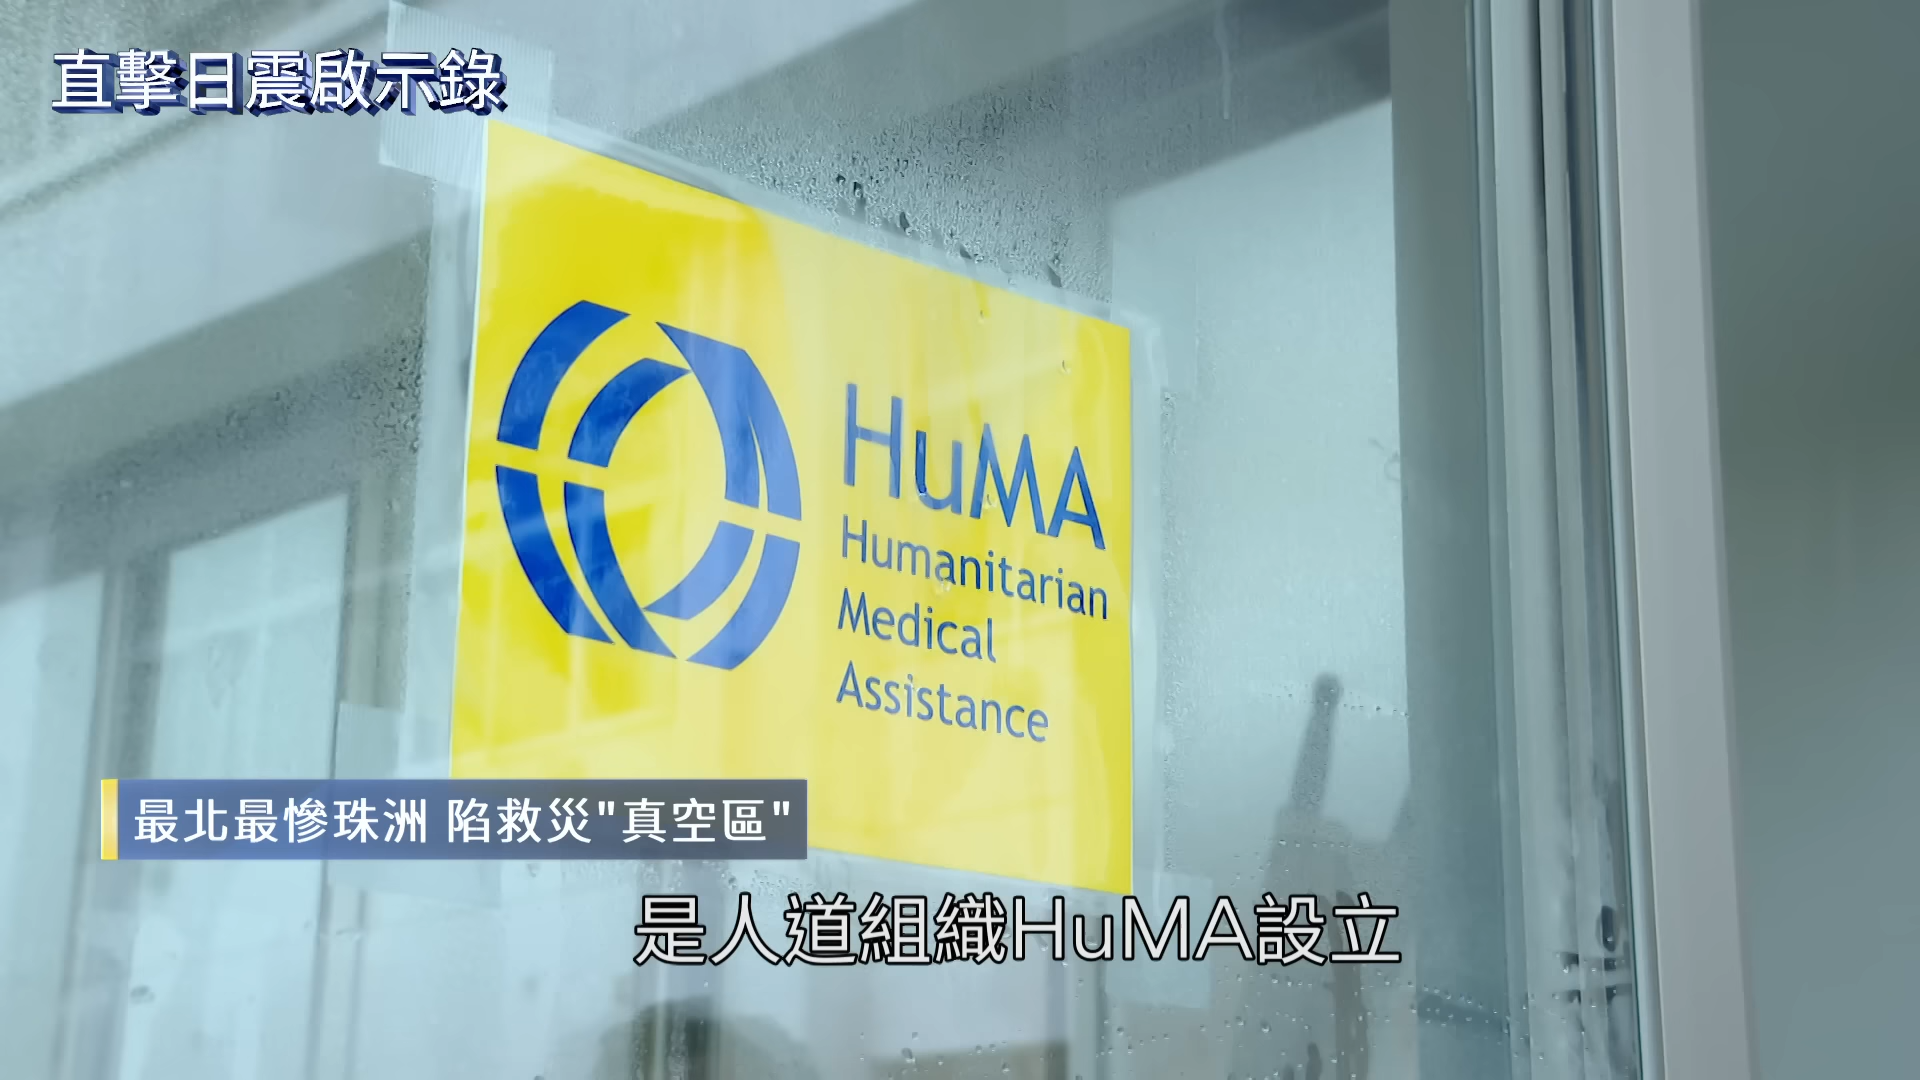 直擊日震啟示錄
HuMA
Humanitarian
Medical
Assistance
最北最慘珠洲 陷救災"真空區"
是人道組織HuMA設立